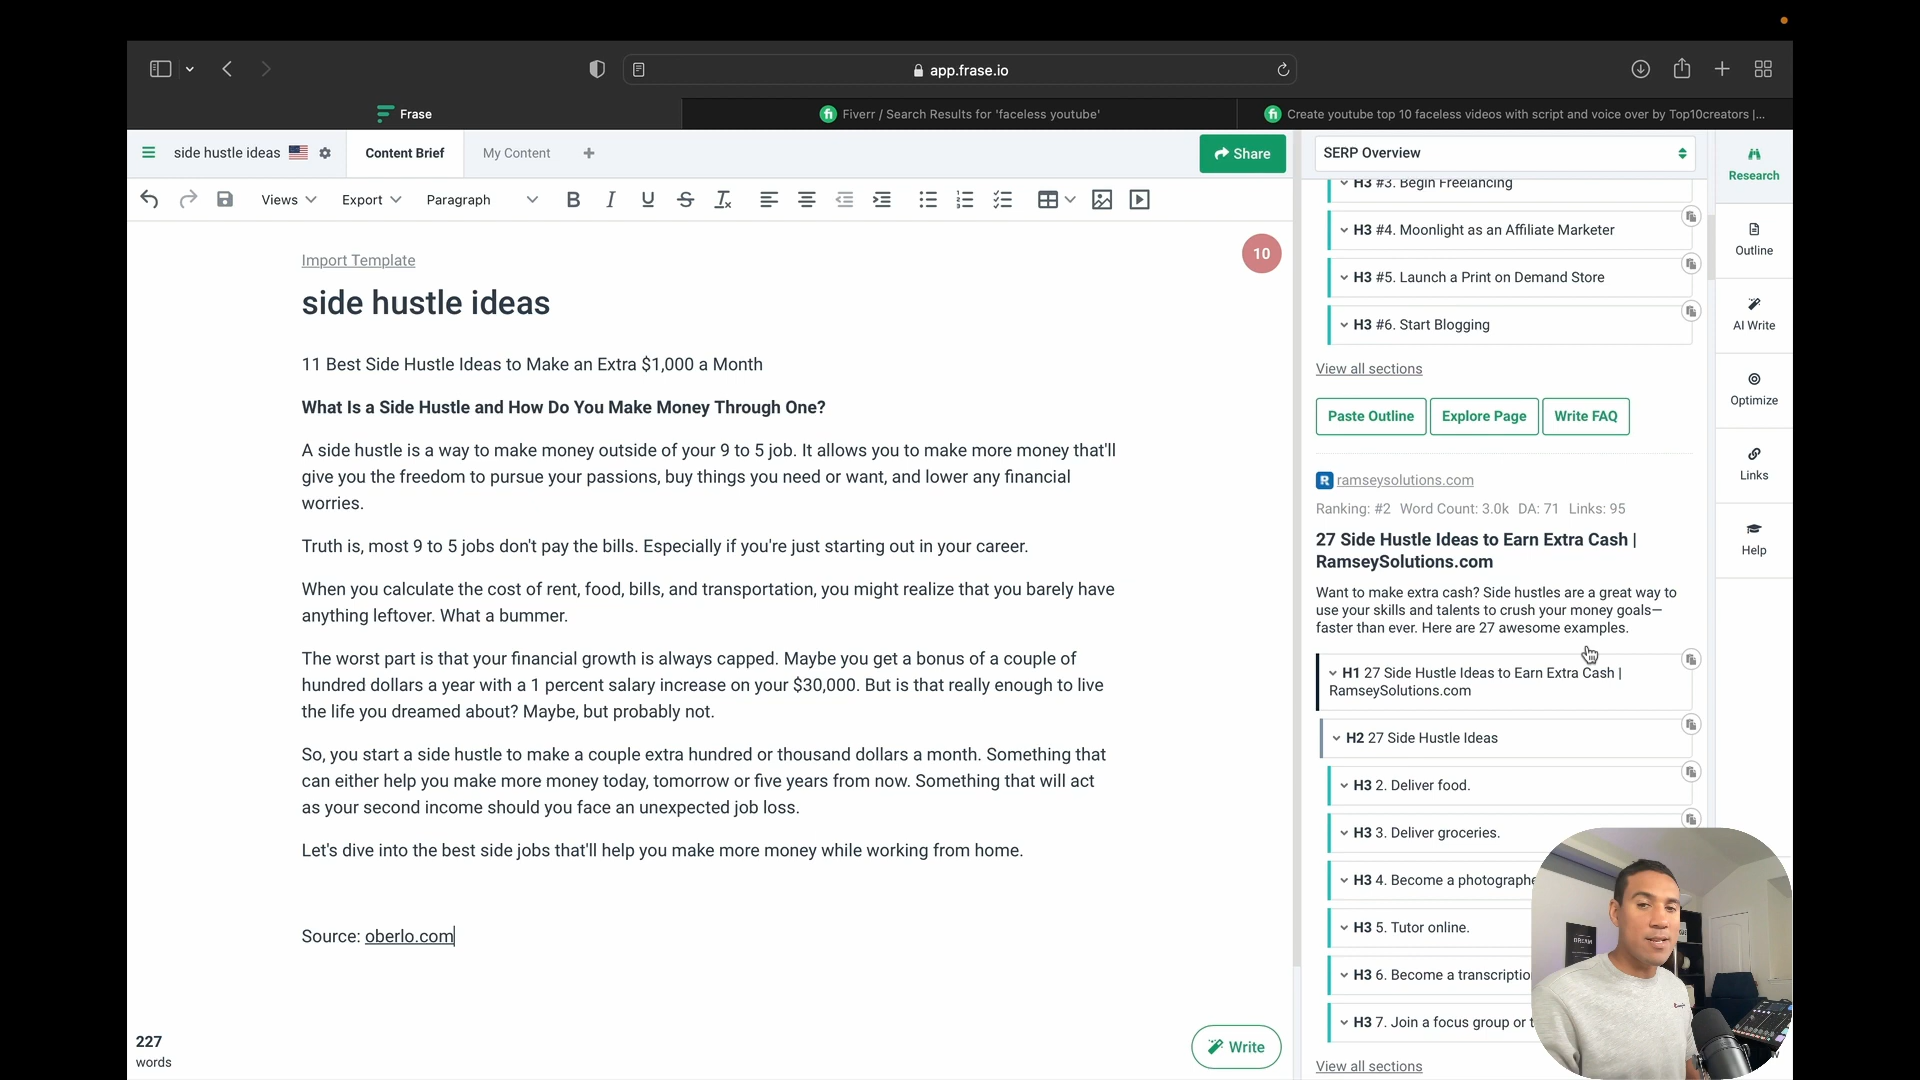 app.frase.io
Frase
Fiverr / Search Results for 'faceless youtube'
Create youtube top 10 faceless videos with script and voice over by Top10creators |...
side hustle ideas
Content Brief
My Content
Share
SERP Overview
Research
Views
Export
Paragraph
Import Template
10
side hustle ideas
11 Best Side Hustle Ideas to Make an Extra $1,000 a Month
What Is a Side Hustle and How Do You Make Money Through One?
A side hustle is a way to make money outside of your 9 to 5 job. It allows you to make more money that'll
give you the freedom to pursue your passions, buy things you need or want, and lower any financial
worries.
Truth is, most 9 to 5 jobs don't pay the bills. Especially if you're just starting out in your career.
When you calculate the cost of rent, food, bills, and transportation, you might realize that you barely have
anything leftover. What a bummer.
The worst part is that your financial growth is always capped. Maybe you get a bonus of a couple of
hundred dollars a year with a 1 percent salary increase on your $30,000. But is that really enough to live
the life you dreamed about? Maybe, but probably not.
So, you start a side hustle to make a couple extra hundred or thousand dollars a month. Something that
can either help you make more money today, tomorrow or five years from now. Something that will act
as your second income should you face an unexpected job loss.
Let's dive into the best side jobs that'll help you make more money while working from home.
Source: oberlo.com
227
words
Write
H3 #3. Begin Freelancing
H3 #4. Moonlight as an Affiliate Marketer
H3 #5. Launch a Print on Demand Store
H3 #6. Start Blogging
View all sections
Paste Outline
Explore Page
Write FAQ
R ramseysolutions.com
Ranking: #2 Word Count: 3.0k DA: 71 Links: 95
27 Side Hustle Ideas to Earn Extra Cash |
RamseySolutions.com
Want to make extra cash? Side hustles are a great way to
use your skills and talents to crush your money goals—
faster than ever. Here are 27 awesome examples.
H1 27 Side Hustle Ideas to Earn Extra Cash |
RamseySolutions.com
H2 27 Side Hustle Ideas
H3 2. Deliver food.
H3 3. Deliver groceries.
H3 4. Become a photographe
H3 5. Tutor online.
H3 6. Become a transcriptio
H3 7. Join a focus group or
View all sections
Outline
AI Write
Optimize
Links
Help
DREAM